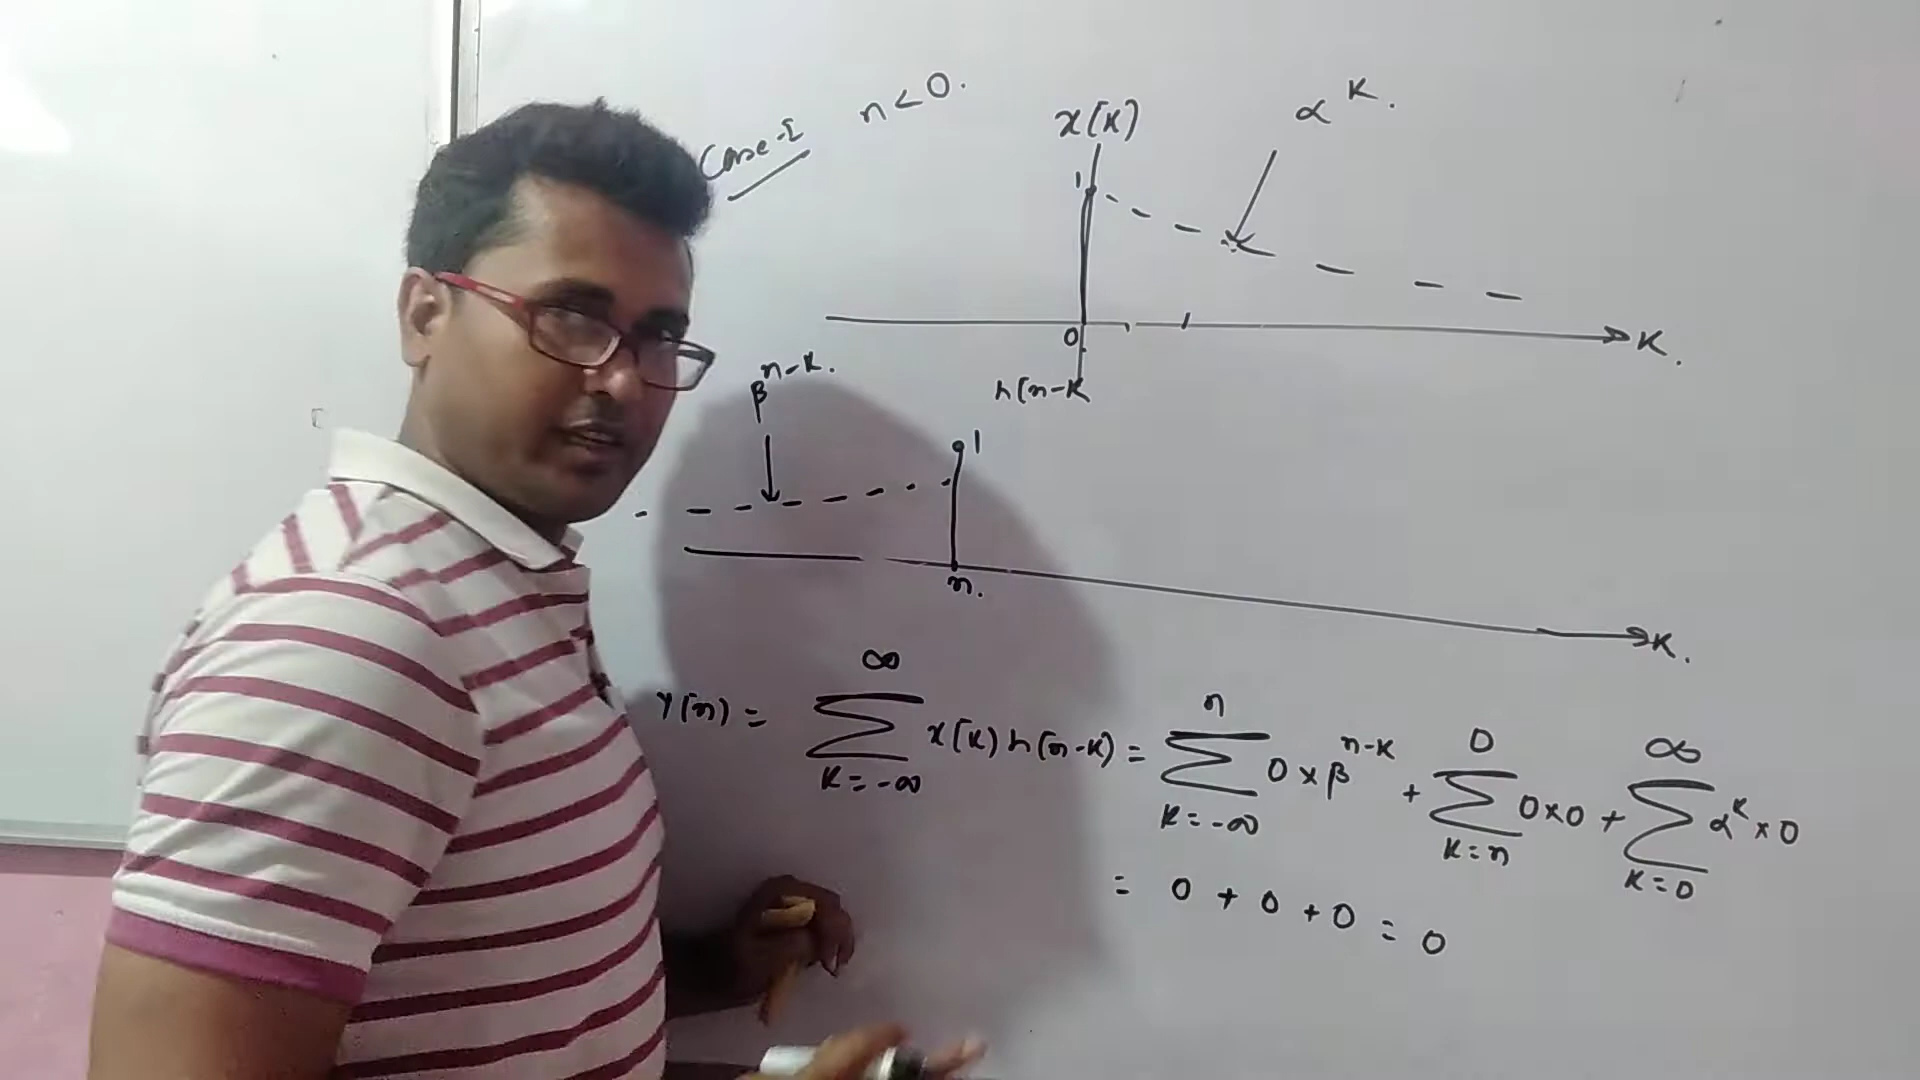 Case-I n<0.
x[K]
α^K.
1
0
K.
β^n-K.
h[n-K
1
n.
K.
Y[n] = ∞ Σ K=-∞ x[K] h[n-K] = n Σ K=-∞ 0×β^n-K + 0 Σ K=n 0×0 + ∞ Σ K=0 α^K×0
= 0 + 0 + 0 = 0